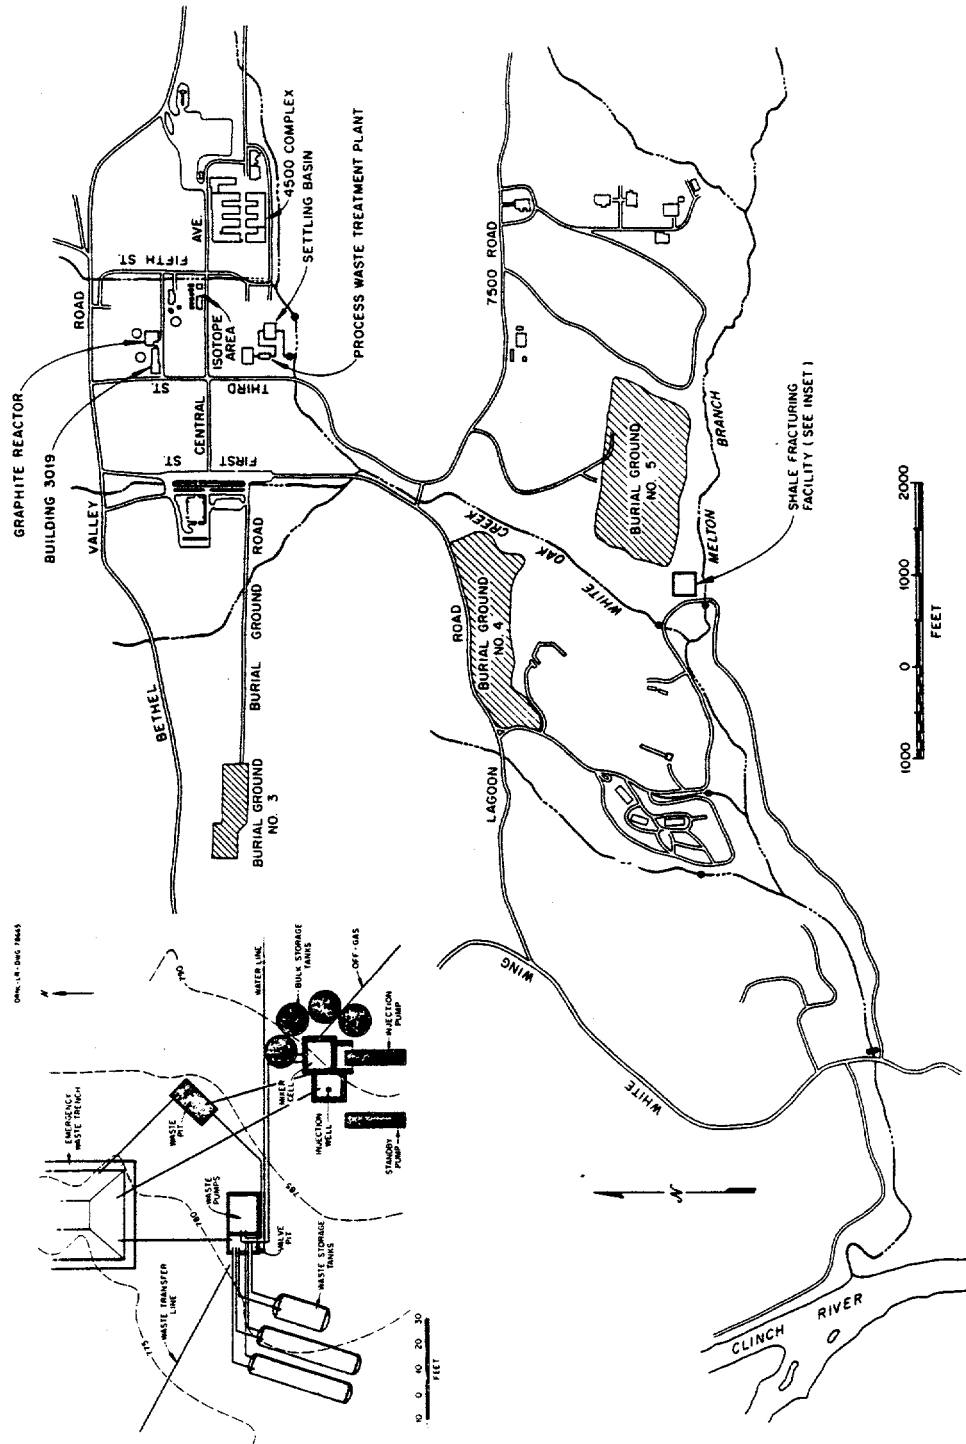 ORNL-LR-DWG 78665
N
EMERGENCY
WASTE TRENCH
790
WASTE
PIT
WATER LINE
BULK STORAGE
TANKS
OFF-GAS
MIXER
CELL
INJECTION
PUMP
INJECTION
WELL
STANDBY
PUMP
WASTE
PUMPS
785
780
VALVE
PIT
WASTE STORAGE
TANKS
WASTE TRANSFER
LINE
775
FEET
GRAPHITE REACTOR
BUILDING 3019
BETHEL
VALLEY
ROAD
FIRST
ST.
THIRD
ST.
FIFTH ST.
CENTRAL
AVE.
ISOTOPE
AREA
4500 COMPLEX
SETTLING BASIN
PROCESS WASTE TREATMENT PLANT
BURIAL GROUND ROAD
BURIAL GROUND
NO. 3
BURIAL GROUND
NO. 4
BURIAL GROUND
NO. 5
LAGOON
ROAD
7500 ROAD
WHITE
OAK
CREEK
MELTON
BRANCH
SHALE FRACTURING
FACILITY ( SEE INSET )
WHITE
WING
CLINCH
RIVER
N
1000 0 1000 2000
FEET